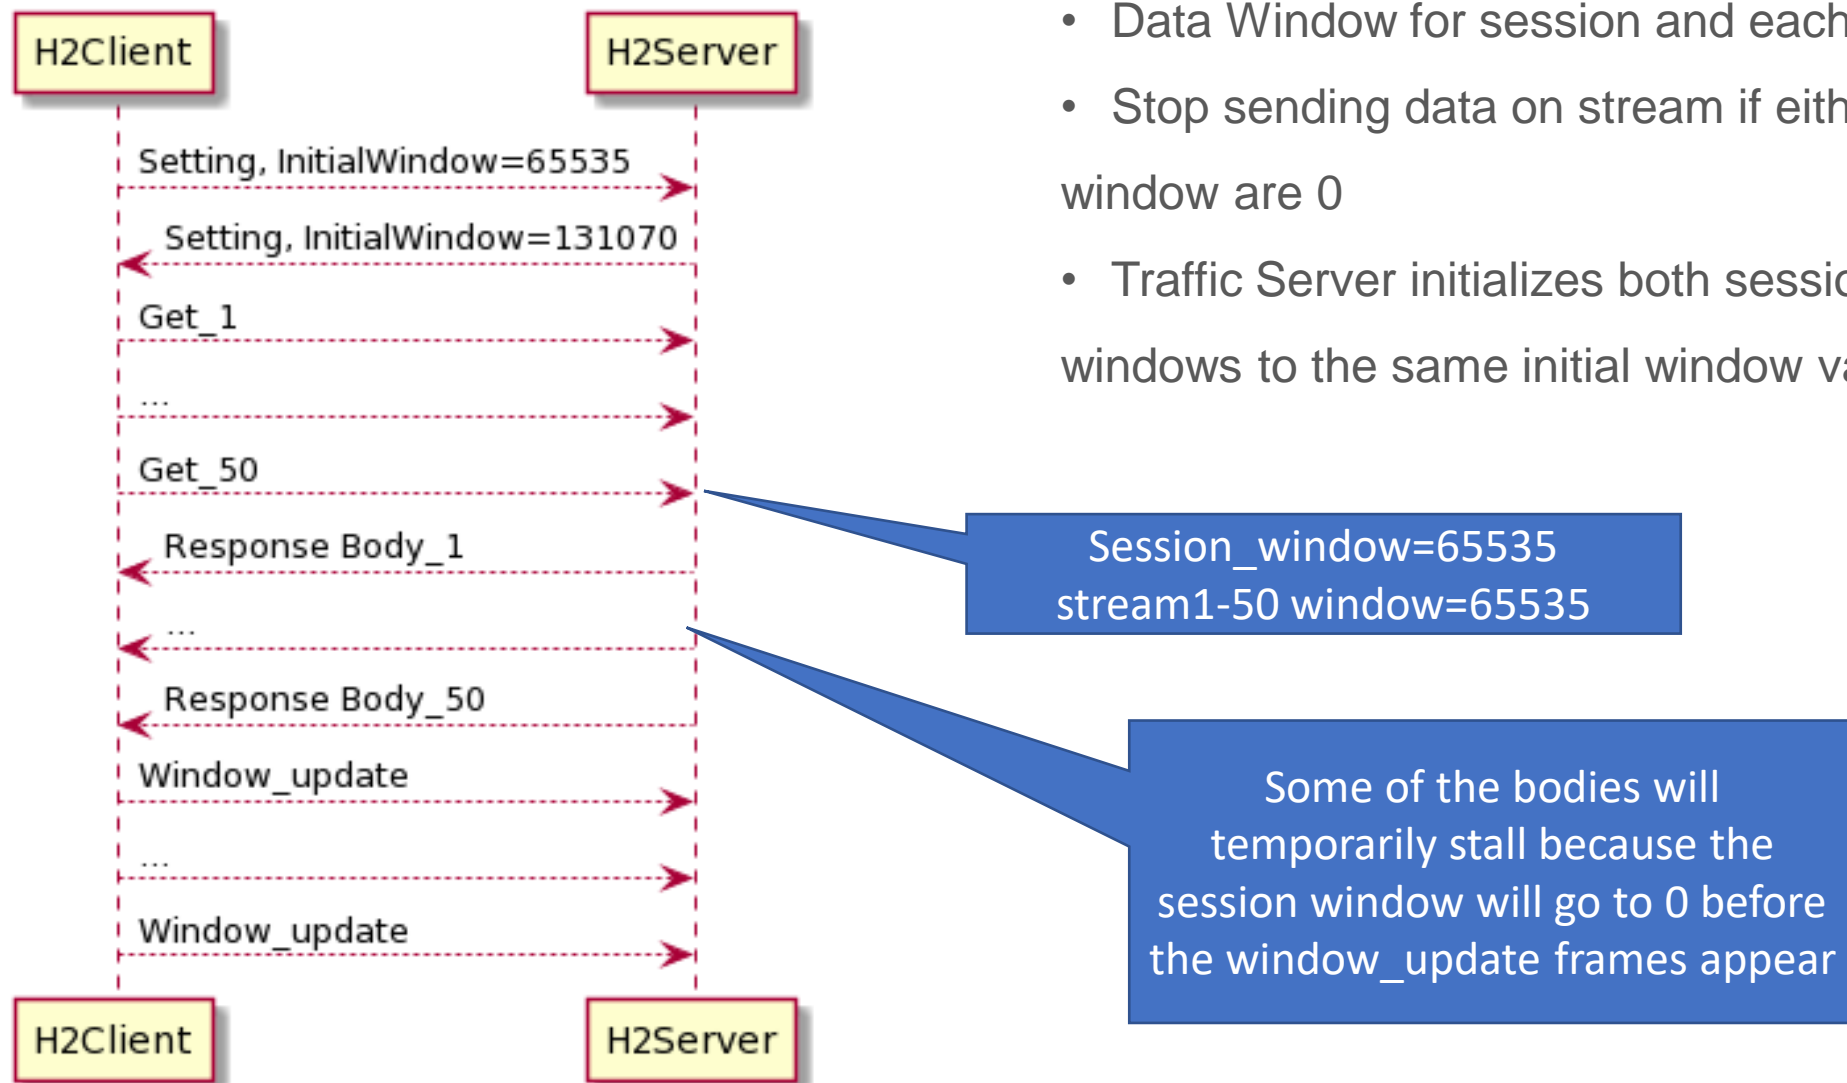 H2Client
H2Server
Setting, InitialWindow=65535
Setting, InitialWindow=131070
Get_1
...
Get_50
Response Body_1
...
Response Body_50
Window_update
...
Window_update
H2Client
H2Server
• Data Window for session and each
• Stop sending data on stream if
window are 0
• Traffic Server initializes both
windows to the same initial window
Session_window=65535
stream1-50 window=65535
Some of the bodies will
temporarily stall because the
session window will go to 0 before
the window_update frames appear